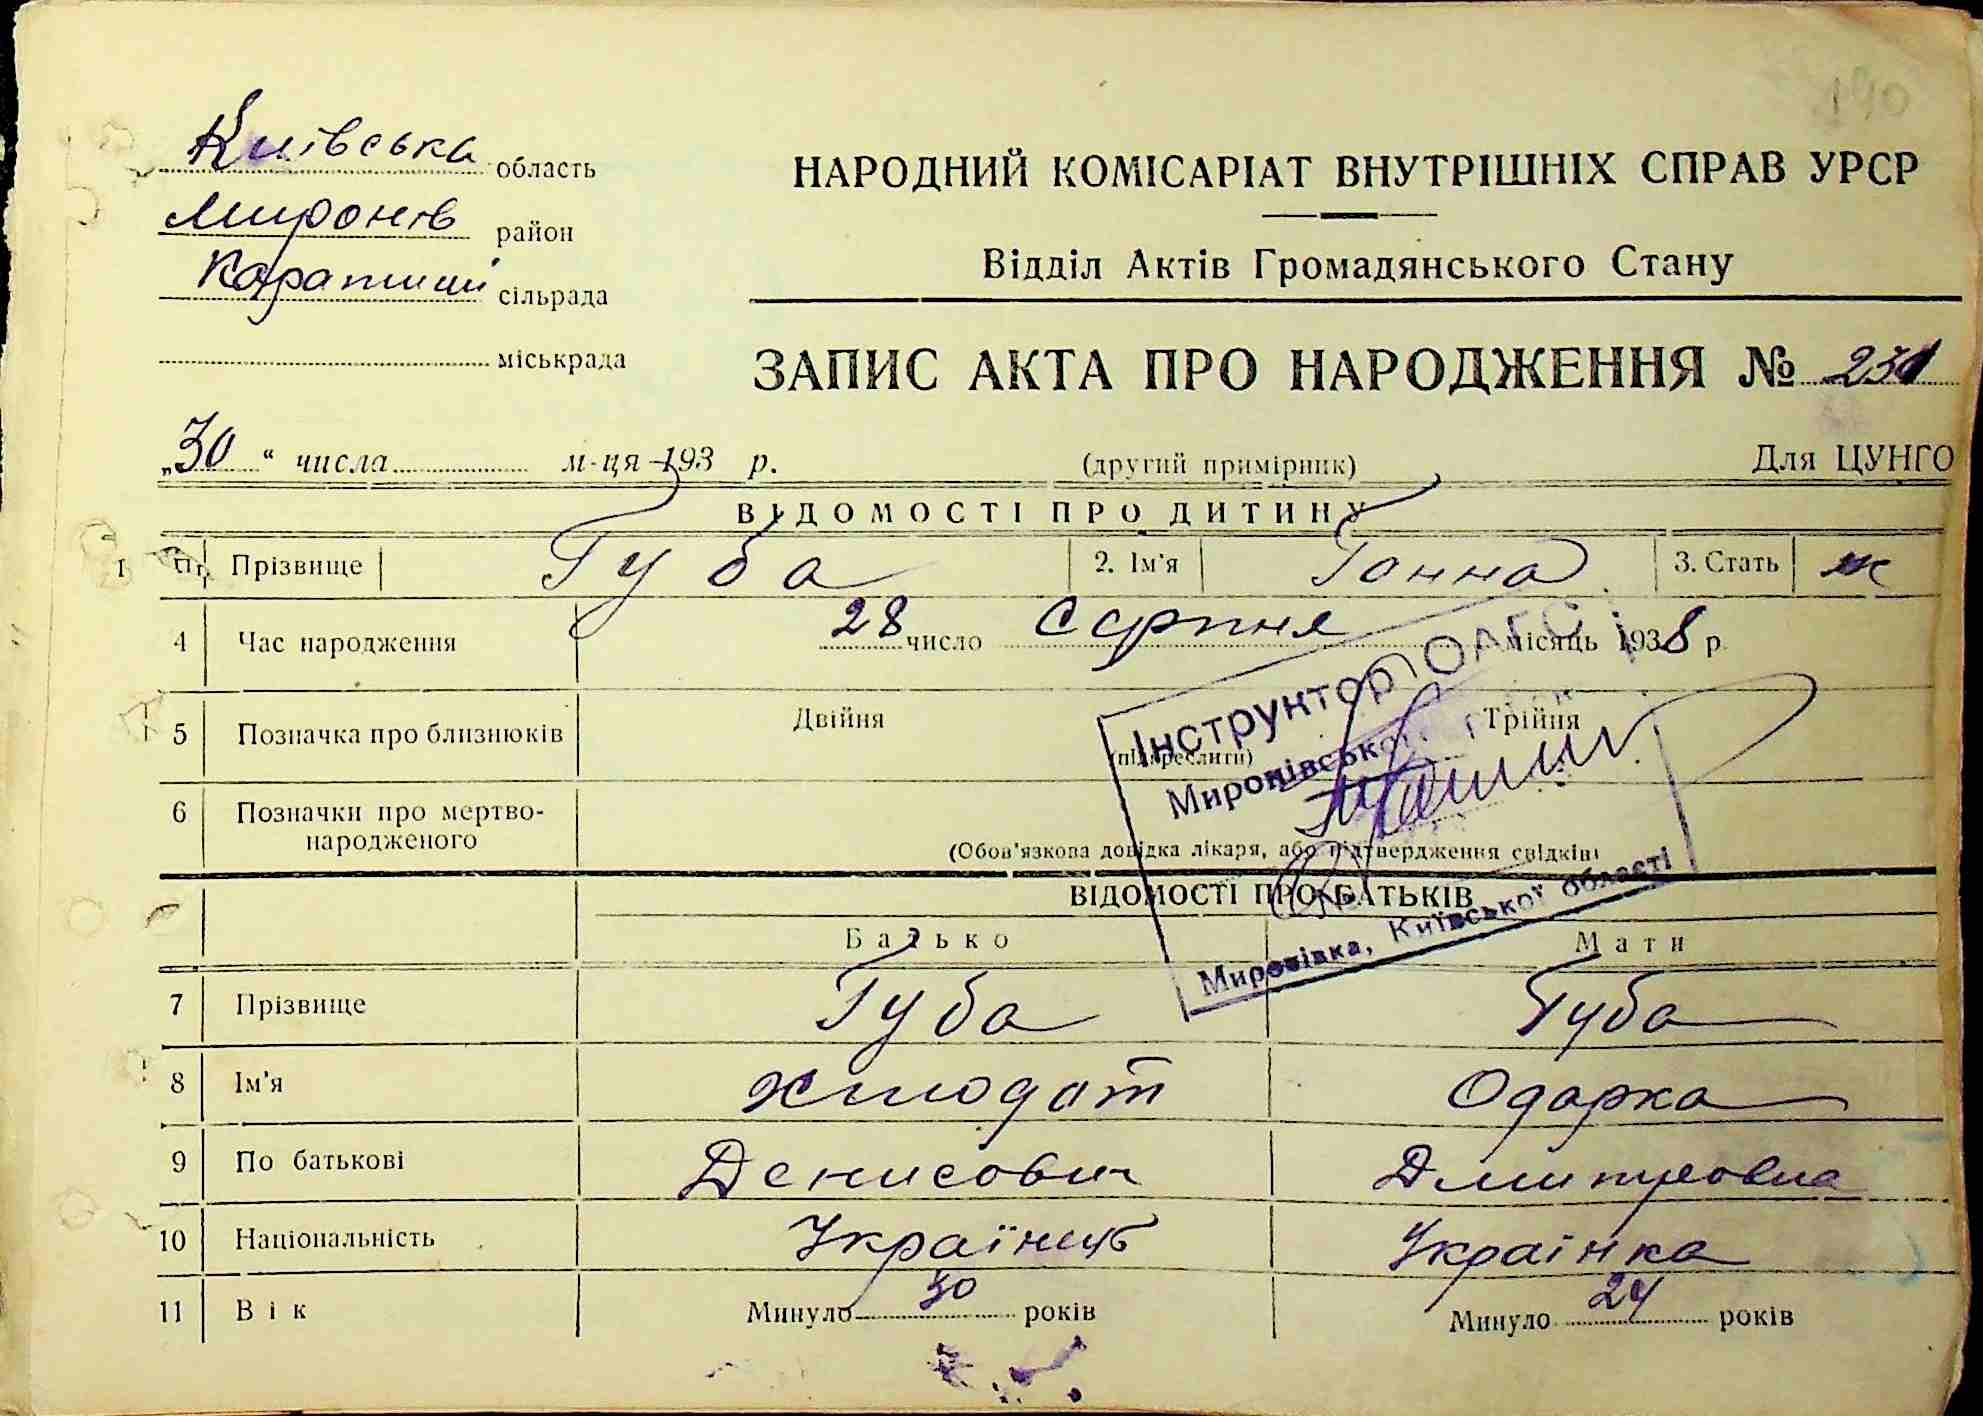 190
Київська область
НАРОДНИЙ КОМІСАРІАТ ВНУТРІШНІХ СПРАВ УРСР
Миронів район
Відділ Актів Громадянського Стану
Карапиші сільрада
міськрада
ЗАПИС АКТА ПРО НАРОДЖЕННЯ № 231
„30“ числа м-ця 193 р. (другий примірник) Для ЦУНГО
ВІДОМОСТІ ПРО ДИТИНУ
1 Прізвище Губа 2. Ім'я Ганна 3. Стать ж
4 Час народження 28 число Серпня місяць 1938 р.
5 Позначка про близнюків Двійня Трійня
(підкреслити)
6 Позначки про мертво-
народженого
(Обов'язкова довідка лікаря, або підтвердження свідків)
Інструктор ОАГС
Миронівського
Миронівка, Київської області
ВІДОМОСТІ ПРО БАТЬКІВ
Батько Мати
7 Прізвище Губа Губа
8 Ім'я Одарка
9 По батькові Денисович Дмитровна
10 Національність Українець Українка
11 Вік Минуло 30 років Минуло 24 років